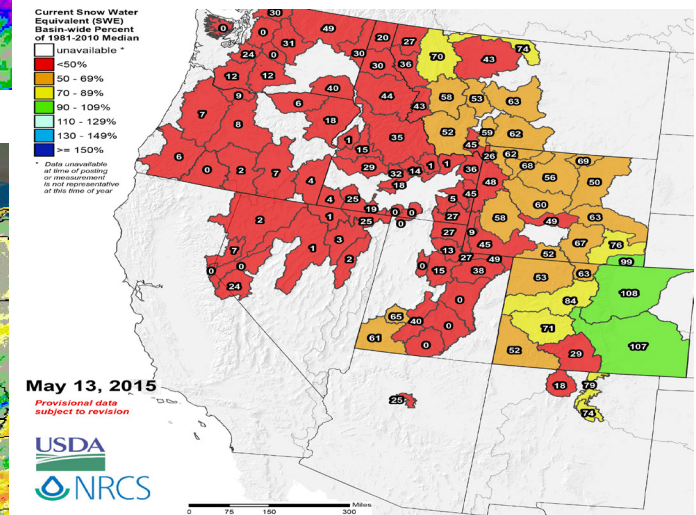 Current Snow Water
Equivalent (SWE)
Basin-wide Percent
of 1981-2010 Median
unavailable *
<50%
50 - 69%
70 - 89%
90 - 109%
110 - 129%
130 - 149%
>= 150%
* Data unavailable
at time of posting
or measurement
is not representative
at this time of year
30
0 0 49 20 27 74
31 70
24 0 30 30 36 43
12 12
9 40 44 58 53 63
6 43
7 8 18
1 35 52 59 62
15 45
6 0 2 7 29 1 1 26 62 69
32 14 36 68
4 18 48 56 50
4 25 5 45 60
2 1 19 0 0 27 58 49 63
25 0
7 1 3 27 9 45 67 76
13 52
0 0 2 0 27 49 99
15 38 53 63
24 108
0 84
65 40 71 107
61 0 0 52 29
18 79
25 74
May 13, 2015
Provisional data
subject to revision
USDA
NRCS
Miles
0 75 150 300